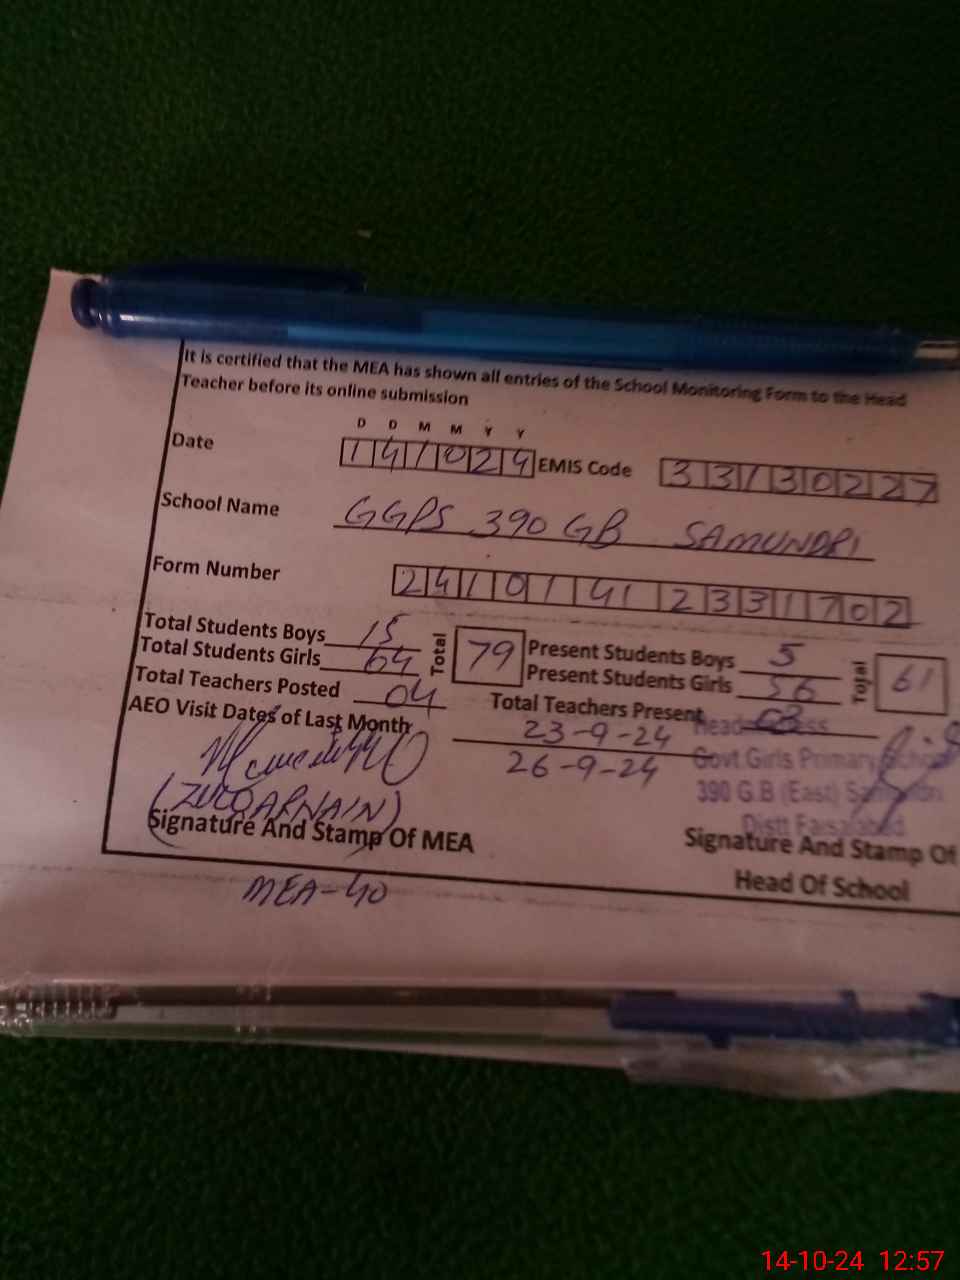 It is certified that the MEA has shown all entries of the School Monitoring Form to the Head
Teacher before its online submission
D D M M Y Y
Date 141024 EMIS Code 33130227
School Name GGPS 390 GB SAMUNDRI
Form Number 24101412331702
Total Students Boys 15 Total 79 Present Students Boys 5 Total 61
Total Students Girls 64 Present Students Girls 56
Total Teachers Posted 04 Total Teachers Present 03
AEO Visit Dates of Last Month 23-9-24
26-9-24
Govt Girls Primary School
390 G.B (East)
Distt Faisalabad
(ZULQARNAIN)
Signature And Stamp Of MEA
Signature And Stamp Of
Head Of School
MEA-40
14-10-24 12:57